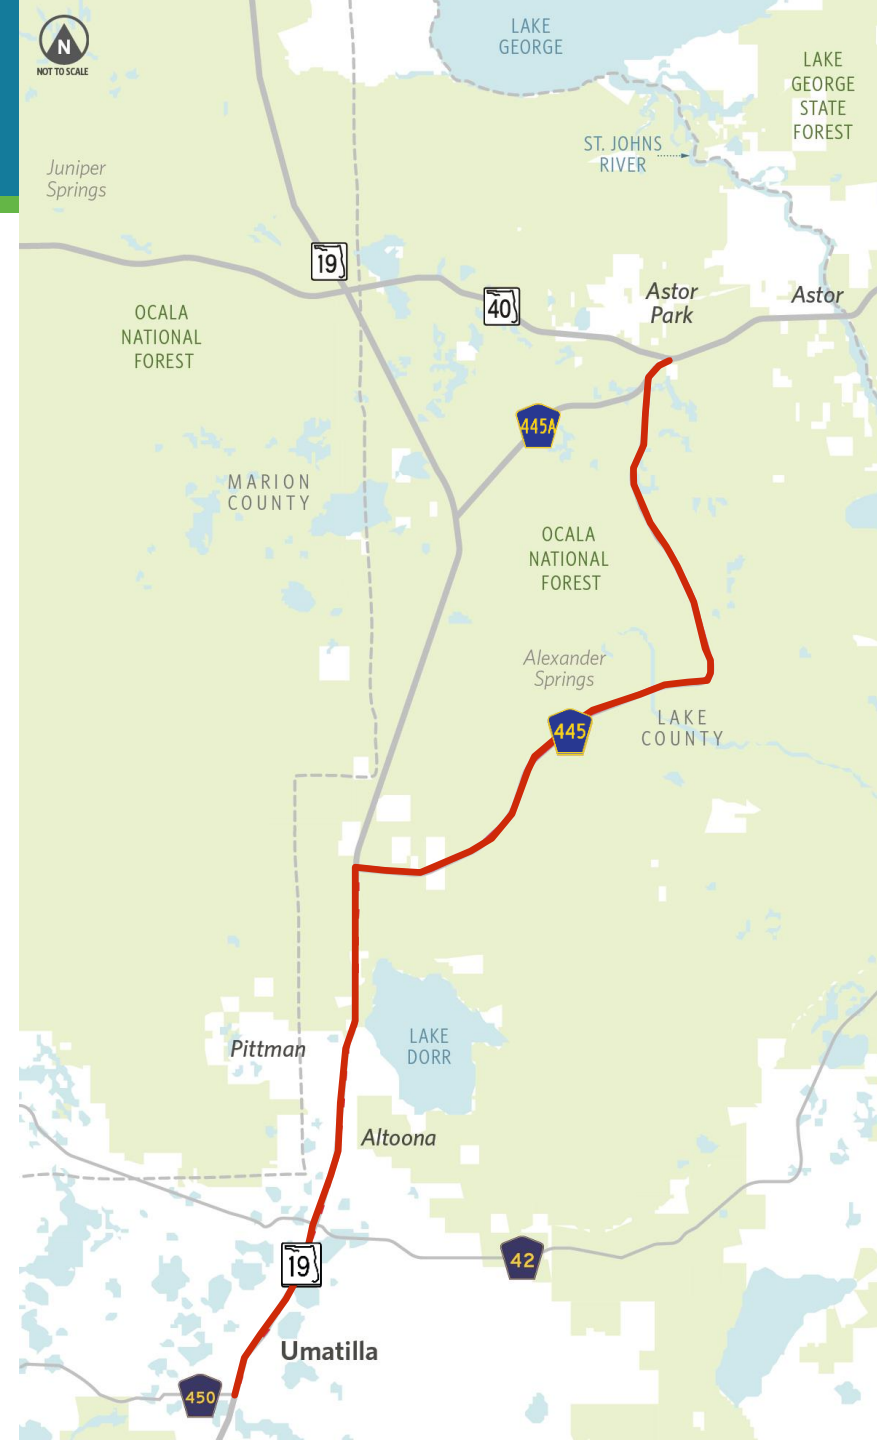 N
NOT TO SCALE
LAKE
GEORGE
LAKE
GEORGE
STATE
FOREST
ST. JOHNS
RIVER
Juniper
Springs
19
40
Astor
Park
Astor
OCALA
NATIONAL
FOREST
445A
MARION
COUNTY
OCALA
NATIONAL
FOREST
Alexander
Springs
445
LAKE
COUNTY
LAKE
DORR
Pittman
Altoona
19
42
Umatilla
450